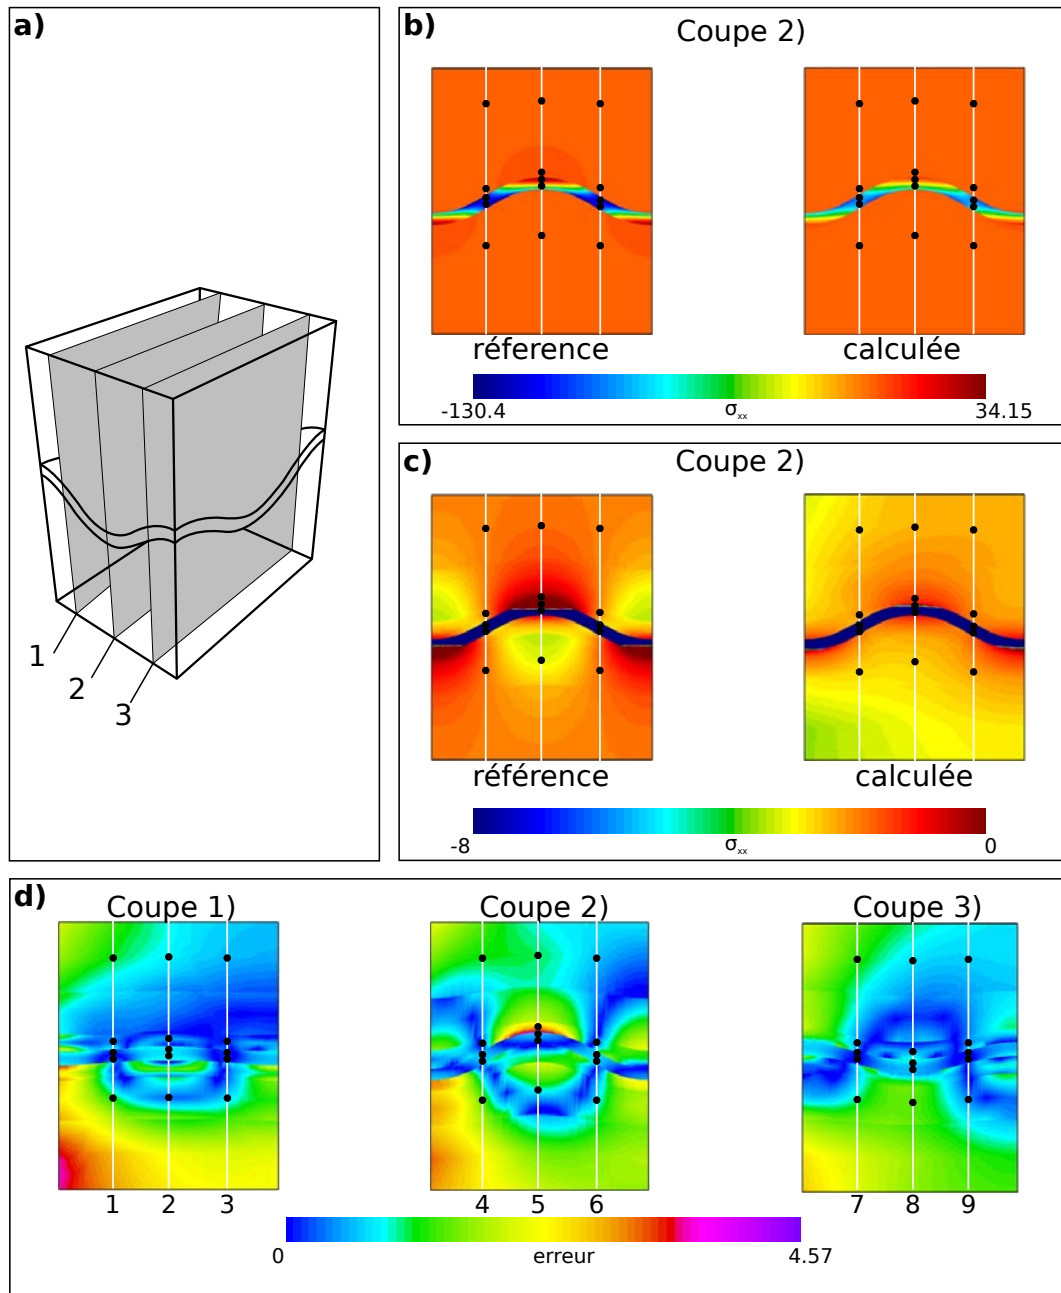 a)
1
2
3
b)
Coupe 2)
réference
calculée
-130.4
σxx
34.15
c)
Coupe 2)
référence
calculée
-8
σxx
0
d)
Coupe 1)
Coupe 2)
Coupe 3)
1 2 3
4 5 6
7 8 9
0
erreur
4.57